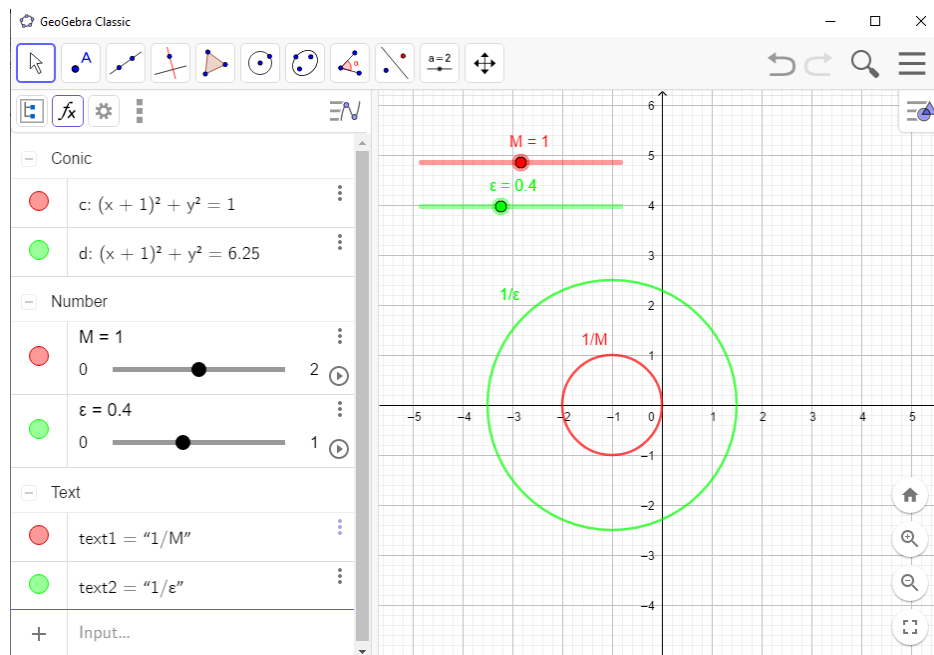 GeoGebra Classic
A
a=2
fx
Conic
c: (x + 1)² + y² = 1
d: (x + 1)² + y² = 6.25
Number
M = 1
0
2
ε = 0.4
0
1
Text
text1 = “1/M”
text2 = “1/ε”
Input...
M = 1
ε = 0.4
1/ε
1/M
6
5
4
3
2
1
−1
−2
−3
−4
−5 −4 −3 −2 −1 0 1 2 3 4 5